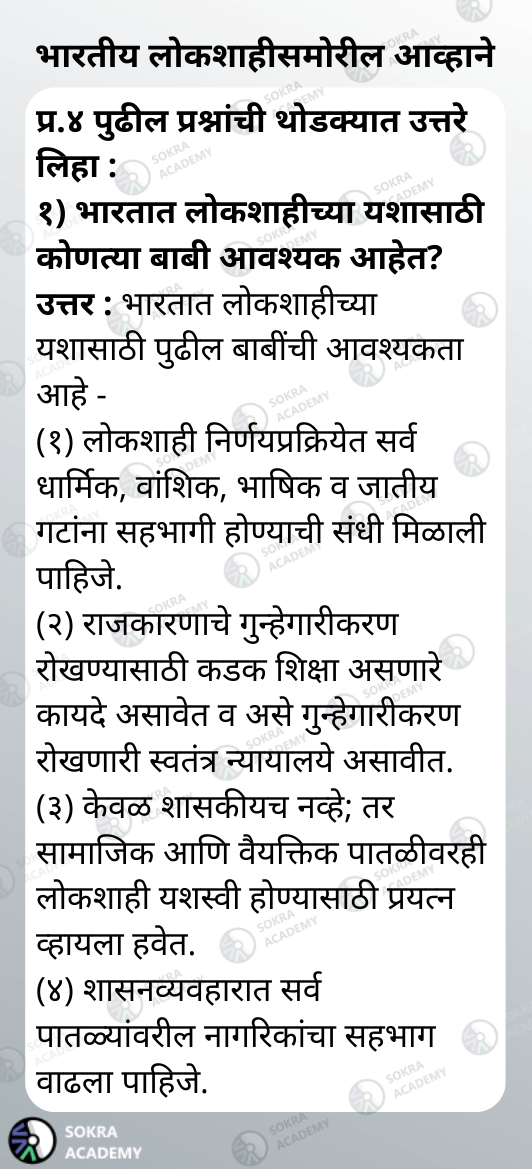 भारतीय लोकशाहीसमोरील आव्हाने
प्र.४ पुढील प्रश्नांची थोडक्यात उत्तरे
लिहा :
१) भारतात लोकशाहीच्या यशासाठी
कोणत्या बाबी आवश्यक आहेत?
उत्तर : भारतात लोकशाहीच्या
यशासाठी पुढील बाबींची आवश्यकता
आहे -
(१) लोकशाही निर्णयप्रक्रियेत सर्व
धार्मिक, वांशिक, भाषिक व जातीय
गटांना सहभागी होण्याची संधी मिळाली
पाहिजे.
(२) राजकारणाचे गुन्हेगारीकरण
रोखण्यासाठी कडक शिक्षा असणारे
कायदे असावेत व असे गुन्हेगारीकरण
रोखणारी स्वतंत्र न्यायालये असावीत.
(३) केवळ शासकीयच नव्हे; तर
सामाजिक आणि वैयक्तिक पातळीवरही
लोकशाही यशस्वी होण्यासाठी प्रयत्न
व्हायला हवेत.
(४) शासनव्यवहारात सर्व
पातळ्यांवरील नागरिकांचा सहभाग
वाढला पाहिजे.
SOKRA
ACADEMY